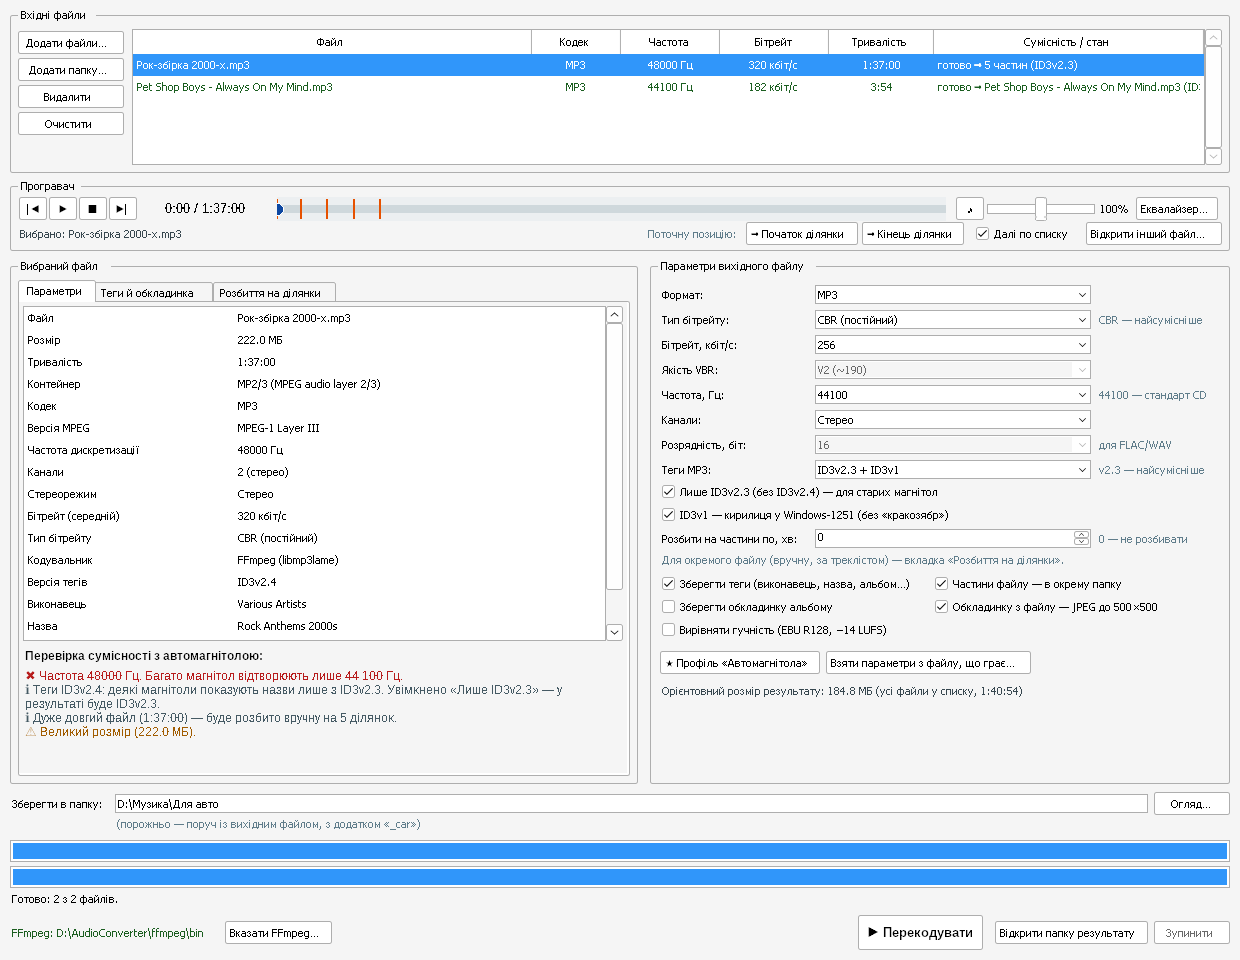 Вхідні файли
Додати файли...
Додати папку...
Видалити
Очистити
Файл Кодек Частота Бітрейт Тривалість Сумісність / стан
Рок-збірка 2000-х.mp3 MP3 48000 Гц 320 кбіт/с 1:37:00 готово → 5 частин (ID3v2.3)
Pet Shop Boys - Always On My Mind.mp3 MP3 44100 Гц 182 кбіт/с 3:54 готово → Pet Shop Boys - Always On My Mind.mp3 (ID:
Програвач
0:00 / 1:37:00
♪ 100% Еквалайзер...
Вибрано: Рок-збірка 2000-х.mp3
Поточну позицію: → Початок ділянки → Кінець ділянки Далі по списку Відкрити інший файл...
Вибраний файл
Параметри Теги й обкладинка Розбиття на ділянки
Файл Рок-збірка 2000-х.mp3
Розмір 222.0 МБ
Тривалість 1:37:00
Контейнер MP2/3 (MPEG audio layer 2/3)
Кодек MP3
Версія MPEG MPEG-1 Layer III
Частота дискретизації 48000 Гц
Канали 2 (стерео)
Стереорежим Стерео
Бітрейт (середній) 320 кбіт/с
Тип бітрейту CBR (постійний)
Кодувальник FFmpeg (libmp3lame)
Версія тегів ID3v2.4
Виконавець Various Artists
Назва Rock Anthems 2000s
Перевірка сумісності з автомагнітолою:
✖ Частота 48000 Гц. Багато магнітол відтворюють лише 44 100 Гц.
ℹ Теги ID3v2.4: деякі магнітоли показують назви лише з ID3v2.3. Увімкнено «Лише ID3v2.3» — у
результаті буде ID3v2.3.
ℹ Дуже довгий файл (1:37:00) — буде розбито вручну на 5 ділянок.
⚠ Великий розмір (222.0 МБ).
Параметри вихідного файлу
Формат: MP3
Тип бітрейту: CBR (постійний) CBR — найсумісніше
Бітрейт, кбіт/с: 256
Якість VBR: V2 (~190)
Частота, Гц: 44100 44100 — стандарт CD
Канали: Стерео
Розрядність, біт: 16 для FLAC/WAV
Теги MP3: ID3v2.3 + ID3v1 v2.3 — найсумісніше
Лише ID3v2.3 (без ID3v2.4) — для старих магнітол
ID3v1 — кирилиця у Windows-1251 (без «кракозябр»)
Розбити на частини по, хв: 0 0 — не розбивати
Для окремого файлу (вручну, за треклістом) — вкладка «Розбиття на ділянки».
Зберегти теги (виконавець, назва, альбом...) Частини файлу — в окрему папку
Зберегти обкладинку альбому Обкладинку з файлу — JPEG до 500×500
Вирівняти гучність (EBU R128, −14 LUFS)
★ Профіль «Автомагнітола» Взяти параметри з файлу, що грає...
Орієнтовний розмір результату: 184.8 МБ (усі файли у списку, 1:40:54)
Зберегти в папку: D:\Музика\Для авто Огляд...
(порожньо — поруч із вихідним файлом, з додатком «_car»)
Готово: 2 з 2 файлів.
FFmpeg: D:\AudioConverter\ffmpeg\bin Вказати FFmpeg... ▶ Перекодувати Відкрити папку результату Зупинити